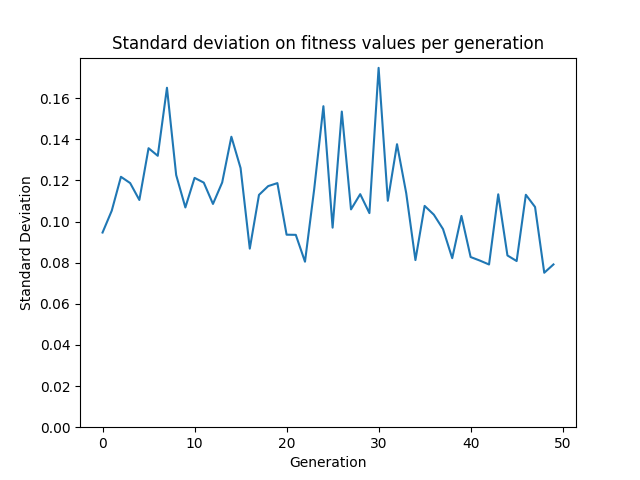 Standard deviation on fitness values per generation
0.16
0.14
0.12
0.10
0.08
0.06
0.04
0.02
0.00
Standard Deviation
0 10 20 30 40 50
Generation